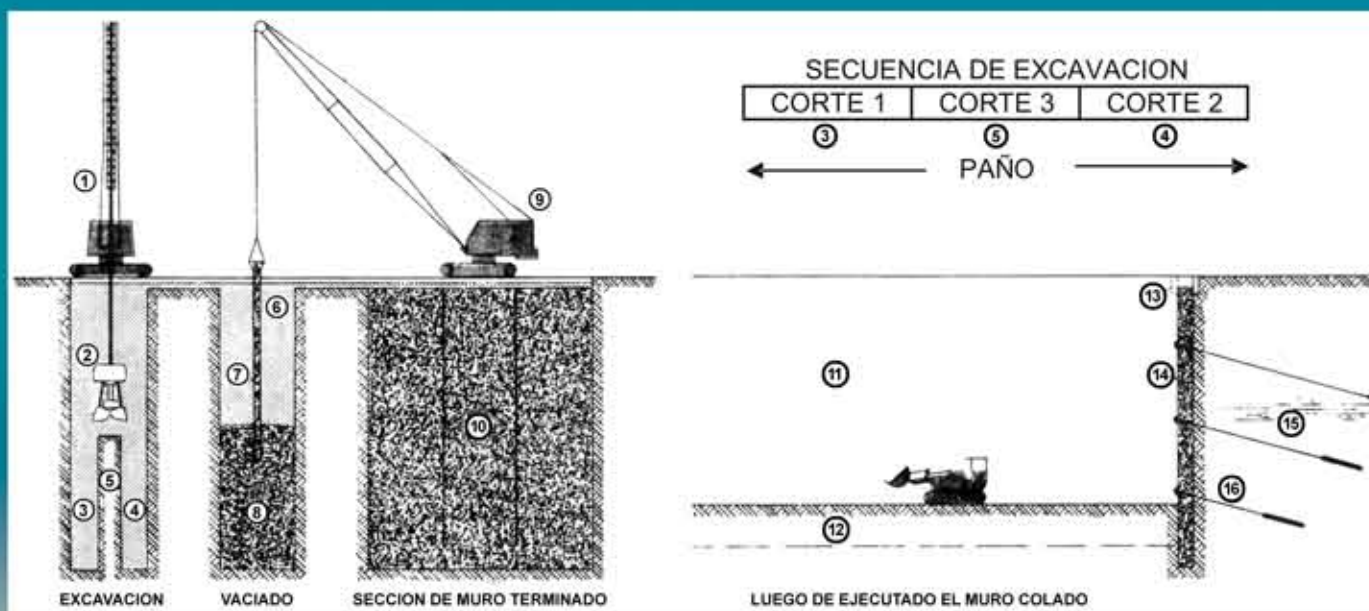 SECUENCIA DE EXCAVACION
CORTE 1 CORTE 3 CORTE 2
3 5 4
PAÑO
1
9
2
6
7
5
3 4
8
10
EXCAVACION
VACIADO
SECCION DE MURO TERMINADO
13
11
14
15
16
12
LUEGO DE EJECUTADO EL MURO COLADO